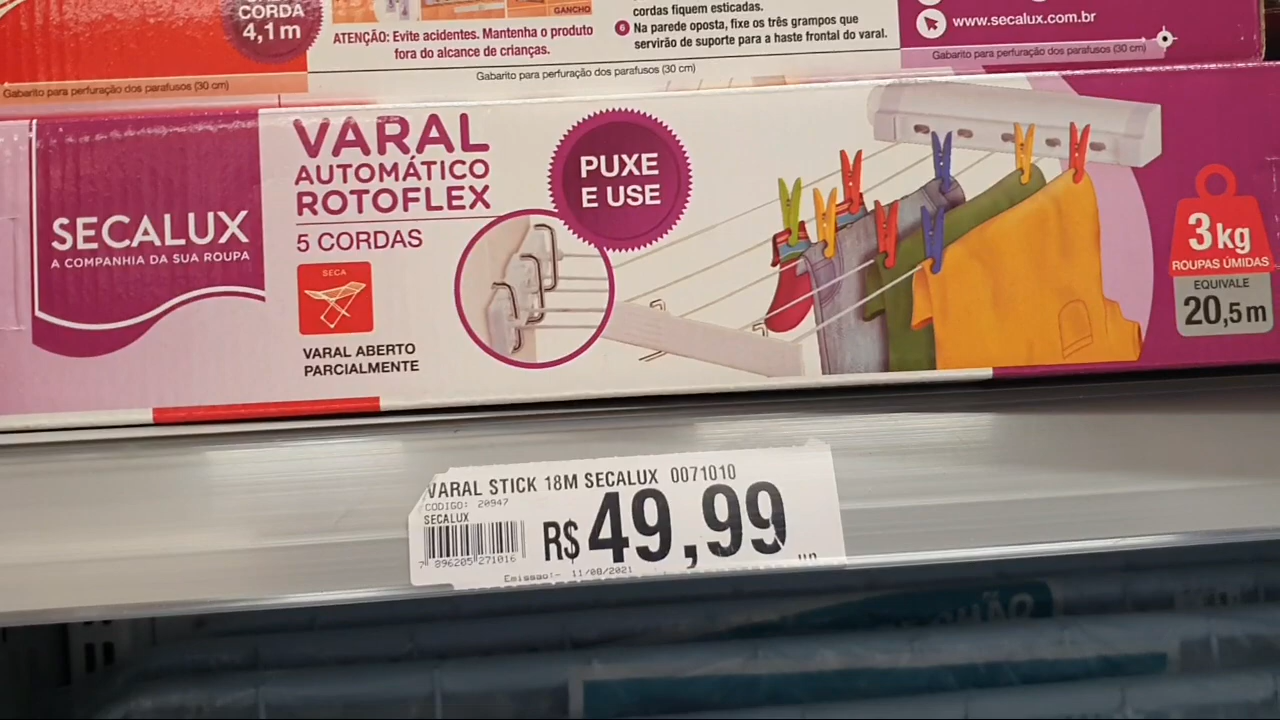 CORDA
4,1 m
GANCHO
ATENÇÃO: Evite acidentes. Mantenha o produto
fora do alcance de crianças.
cordas fiquem esticadas.
6 Na parede oposta, fixe os três grampos que
servirão de suporte para a haste frontal do varal.
www.secalux.com.br
Gabarito para perfuração dos parafusos (30 cm)
Gabarito para perfuração dos parafusos (30 cm)
Gabarito para perfuração dos parafusos (30 cm)
SECALUX
A COMPANHIA DA SUA ROUPA
VARAL
AUTOMÁTICO
ROTOFLEX
5 CORDAS
SECA
VARAL ABERTO
PARCIALMENTE
PUXE
E USE
3 kg
ROUPAS ÚMIDAS
EQUIVALE
20,5 m
VARAL STICK 18M SECALUX 0071010
CODIGO: 20947
SECALUX
R$ 49,99
7 896205 271016
Emissao:- 11/08/2021